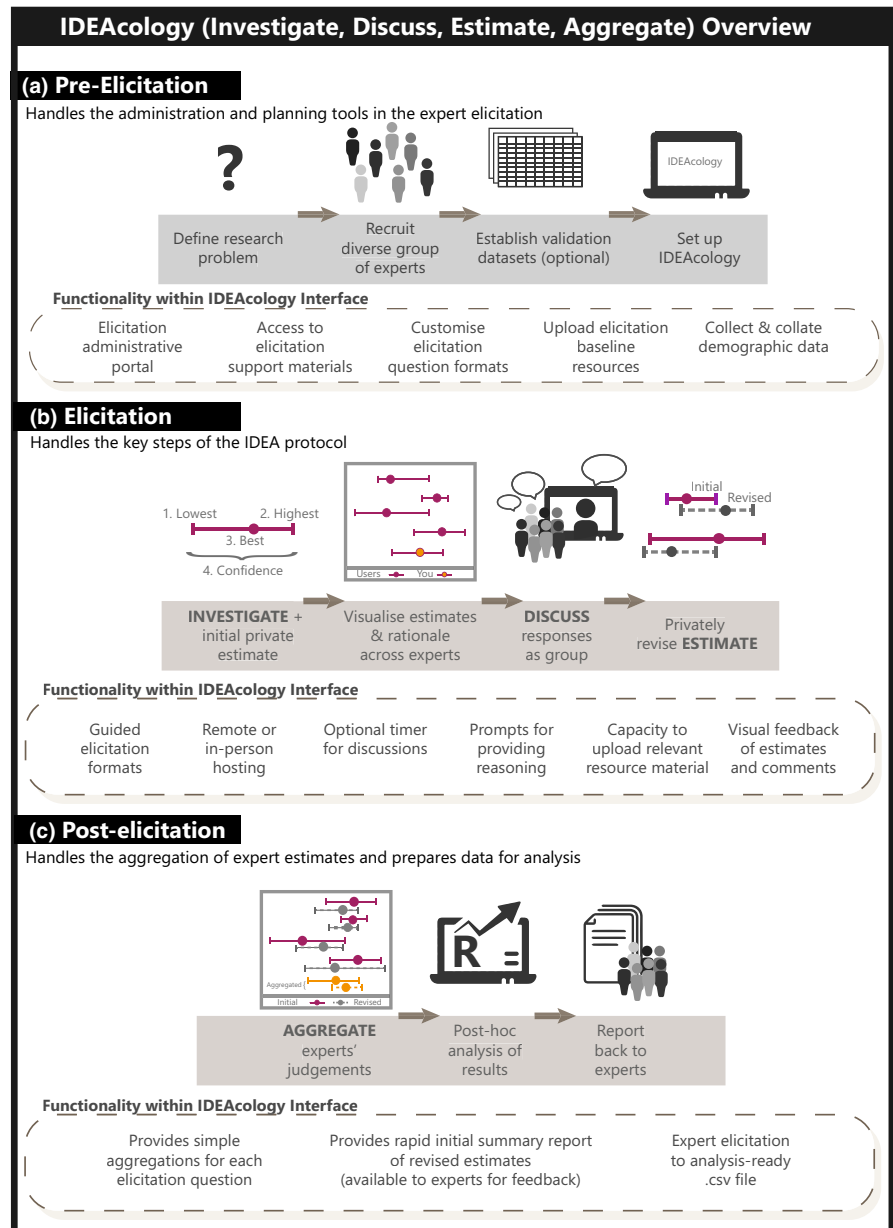 IDEAcology (Investigate, Discuss, Estimate, Aggregate) Overview
(a) Pre-Elicitation
Handles the administration and planning tools in the expert elicitation
?
IDEAcology
Define research
problem
Recruit
diverse group
of experts
Establish validation
datasets (optional)
Set up
IDEAcology
Functionality within IDEAcology Interface
Elicitation
administrative
portal
Access to
elicitation
support materials
Customise
elicitation
question formats
Upload elicitation
baseline
resources
Collect & collate
demographic data
(b) Elicitation
Handles the key steps of the IDEA protocol
1. Lowest
2. Highest
3. Best
4. Confidence
Users
You
Initial
Revised
INVESTIGATE +
initial private
estimate
Visualise estimates
& rationale
across experts
DISCUSS
responses
as group
Privately
revise ESTIMATE
Functionality within IDEAcology Interface
Guided
elicitation
formats
Remote or
in-person
hosting
Optional timer
for discussions
Prompts for
providing
reasoning
Capacity to
upload relevant
resource material
Visual feedback
of estimates
and comments
(c) Post-elicitation
Handles the aggregation of expert estimates and prepares data for analysis
Aggregated {
Initial
Revised
R
AGGREGATE
experts'
judgements
Post-hoc
analysis of
results
Report
back to
experts
Functionality within IDEAcology Interface
Provides simple
aggregations for each
elicitation question
Provides rapid initial summary report
of revised estimates
(available to experts for feedback)
Expert elicitation
to analysis-ready
.csv file